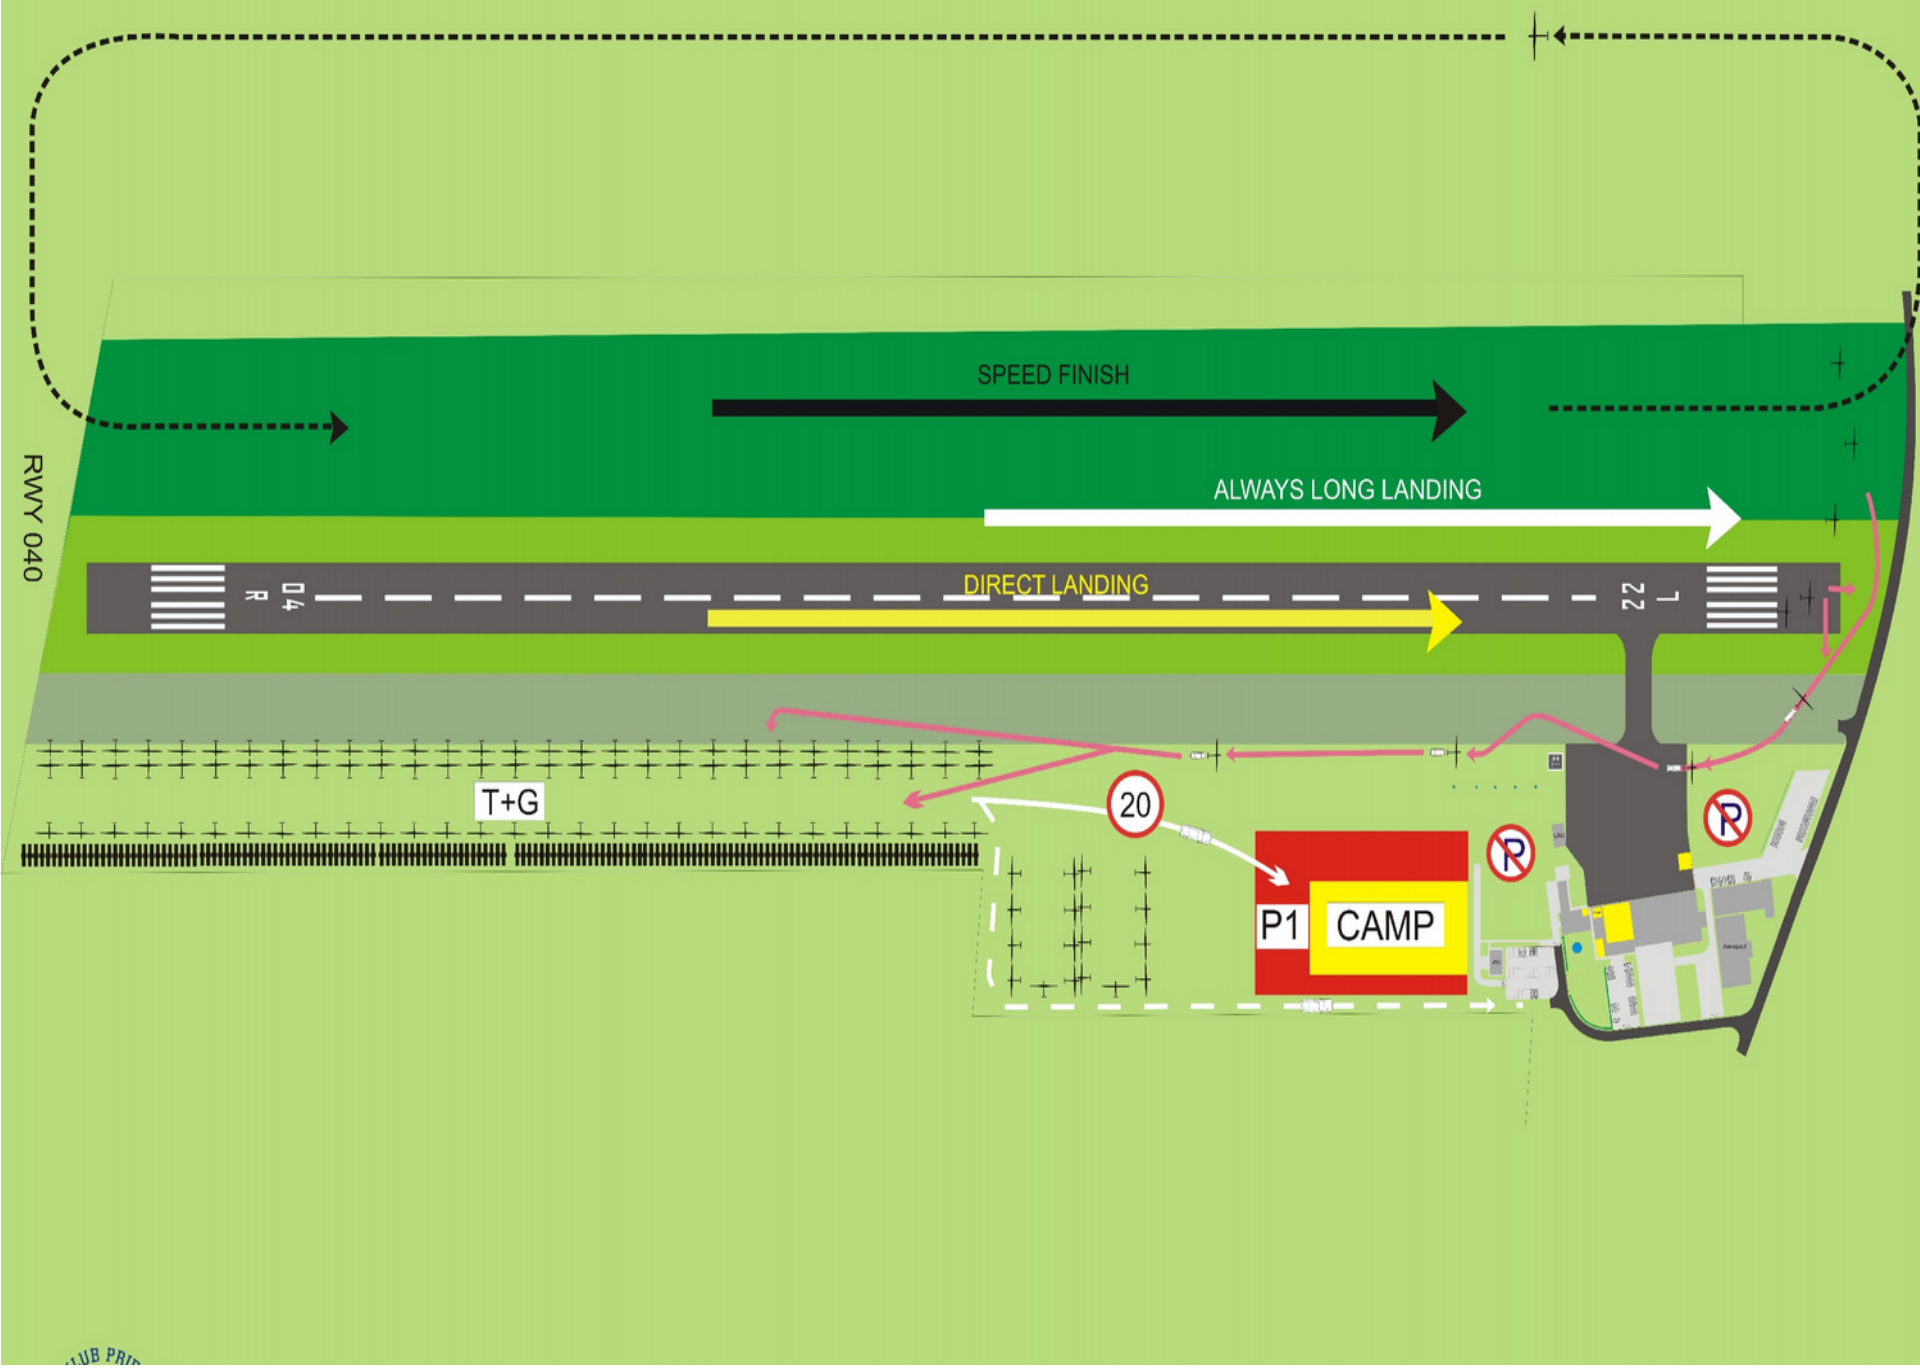 SPEED FINISH
ALWAYS LONG LANDING
RWY 040
04
R
DIRECT LANDING
22
L
T+G
20
P
P
P1
CAMP